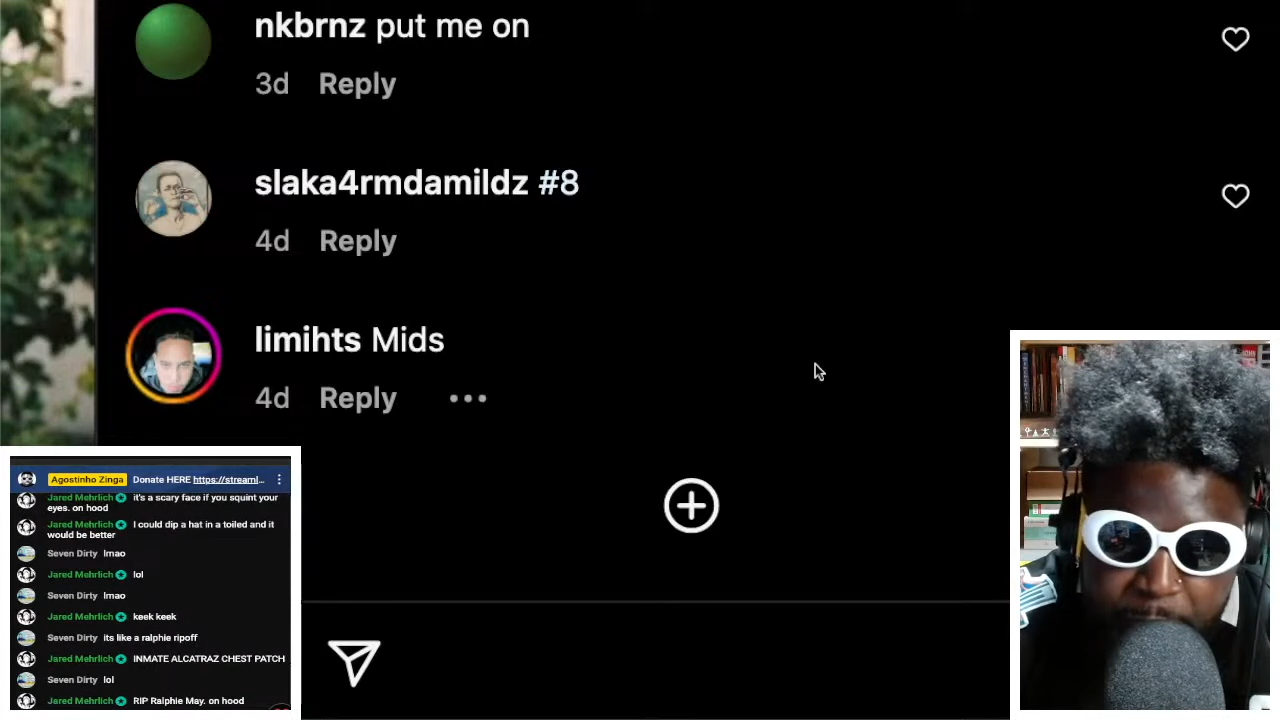 nkbrnz put me on
3d Reply
slaka4rmdamildz #8
4d Reply
limihts Mids
4d Reply
Agostinho Zinga Donate HERE https://streaml...
Jared Mehrlich it's a scary face if you squint your
eyes. on hood
Jared Mehrlich I could dip a hat in a toiled and it
would be better
Seven Dirty lmao
Jared Mehrlich lol
Seven Dirty lmao
Jared Mehrlich keek keek
Seven Dirty its like a ralphie ripoff
Jared Mehrlich INMATE ALCATRAZ CHEST PATCH
Seven Dirty lol
Jared Mehrlich RIP Ralphie May. on hood